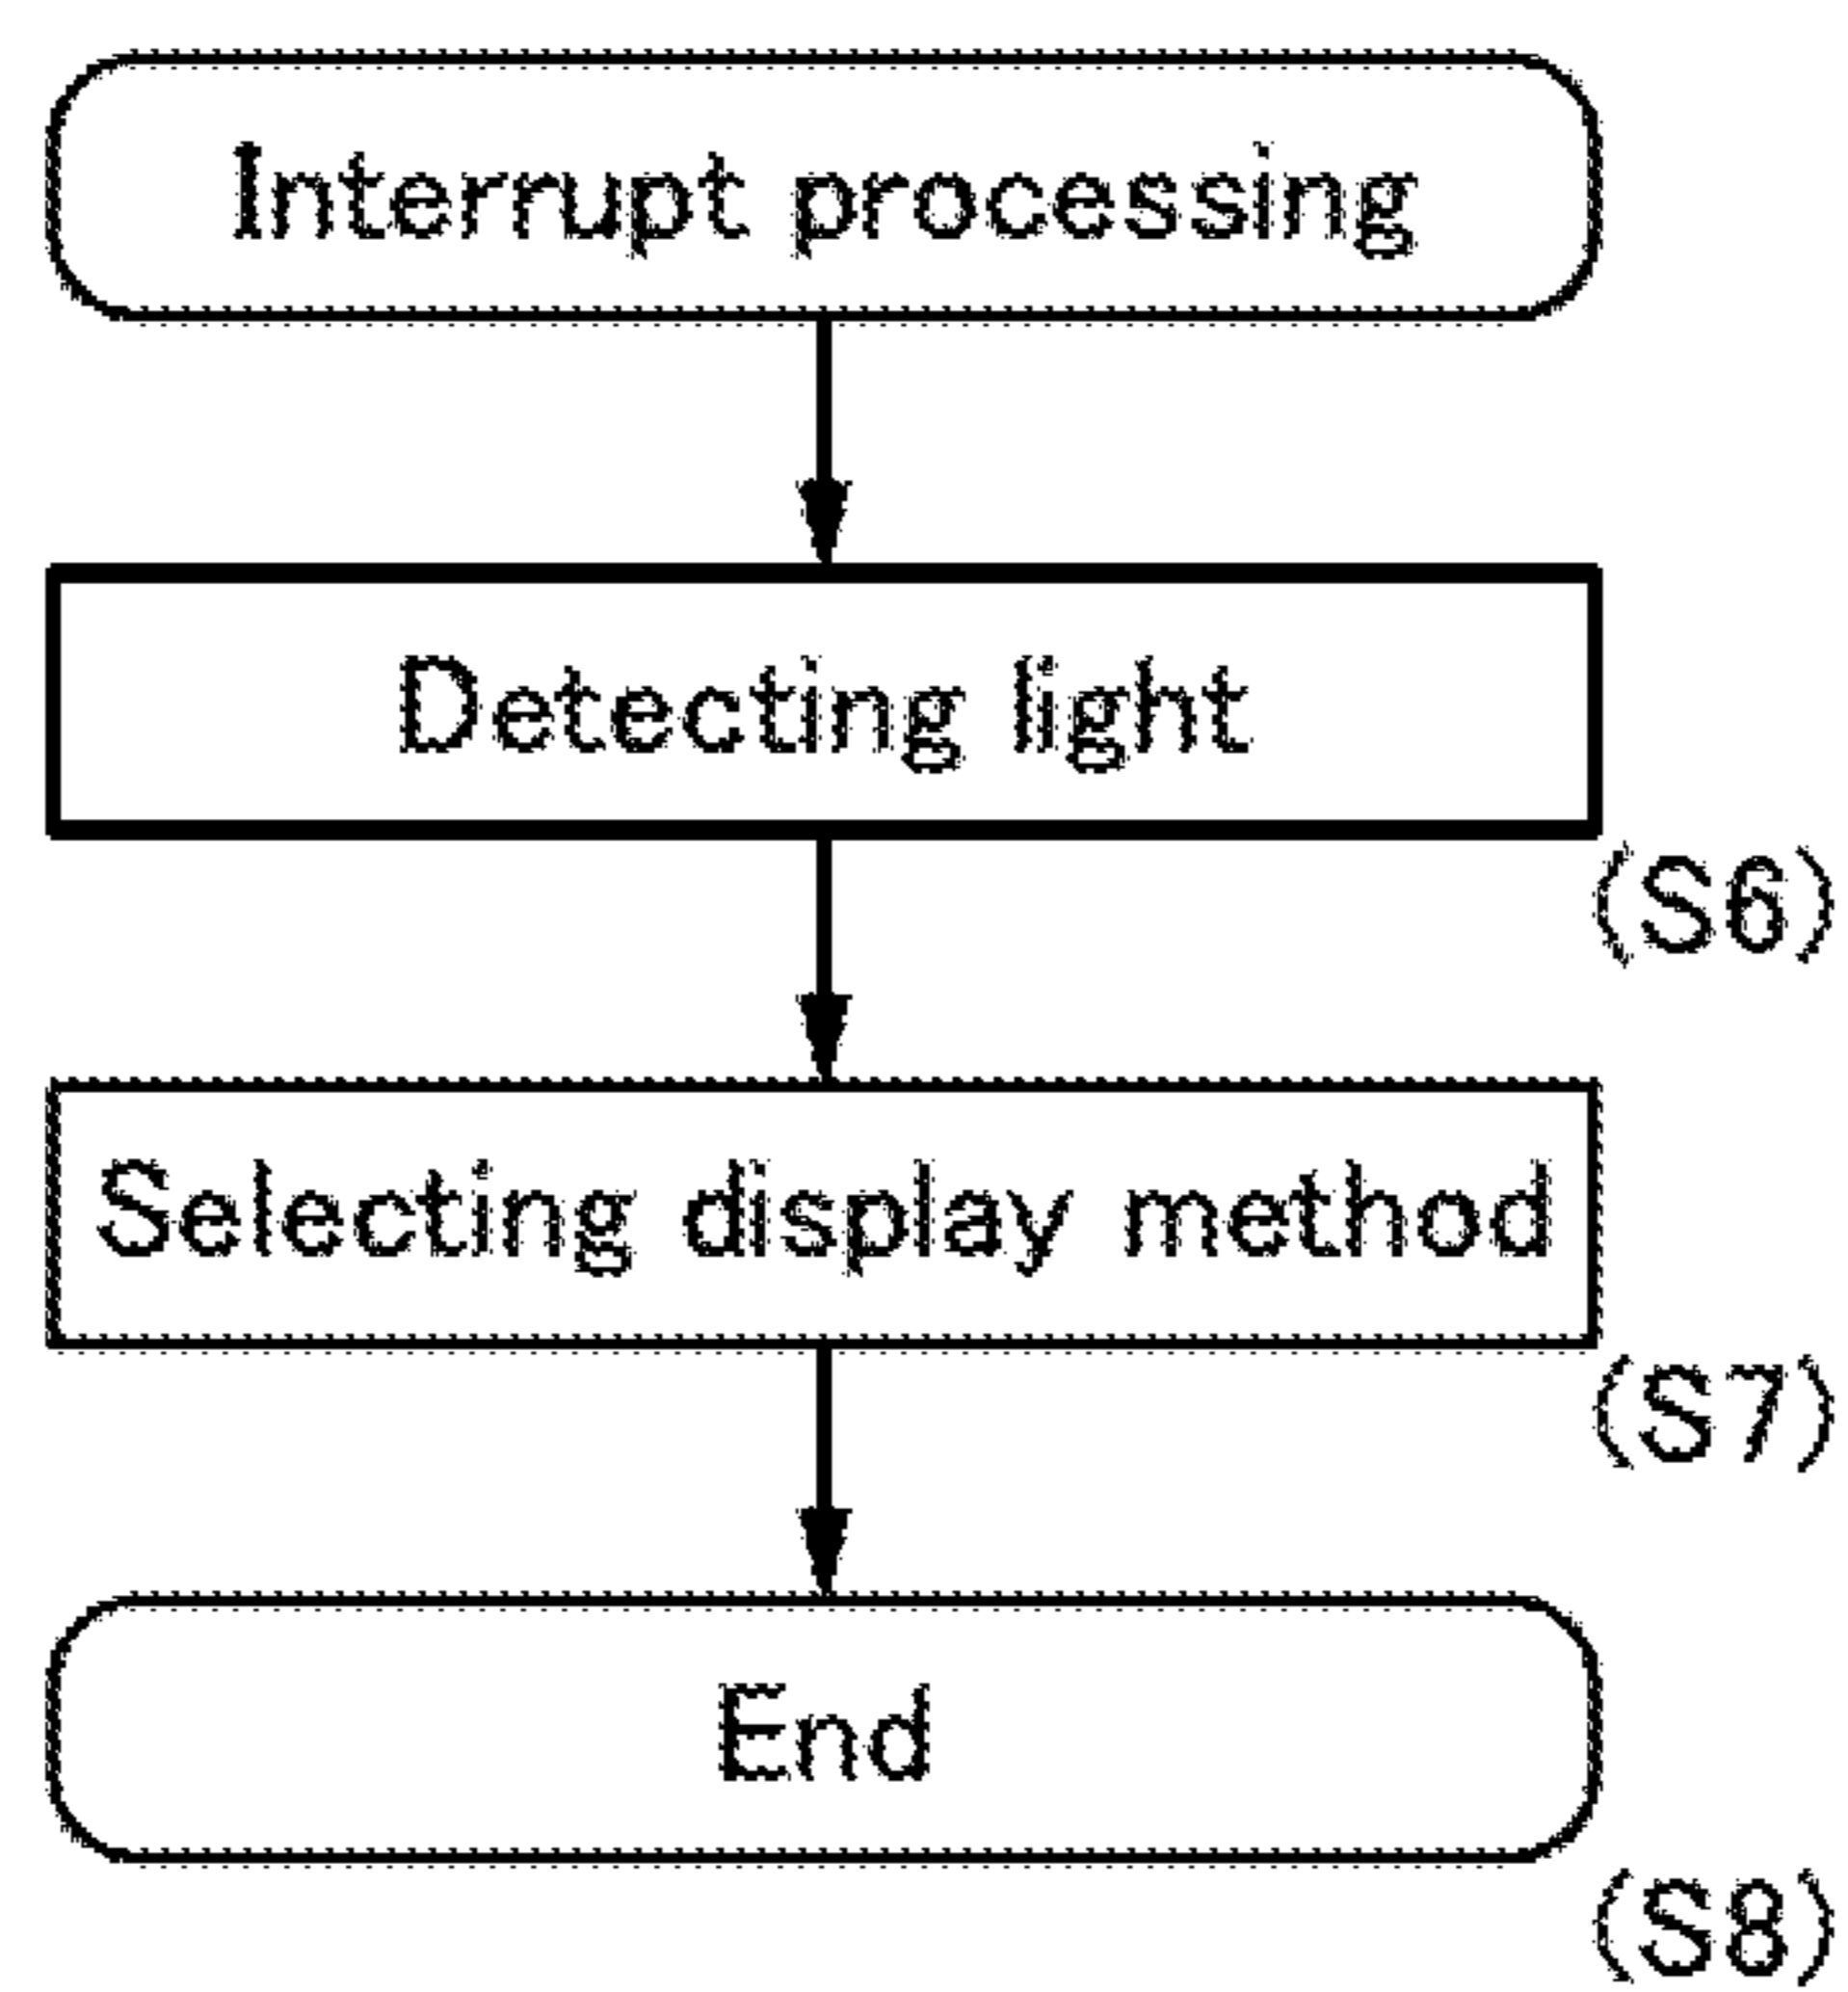 Interrupt processing
Detecting light
(S6)
Selecting display method
(S7)
End
(S8)